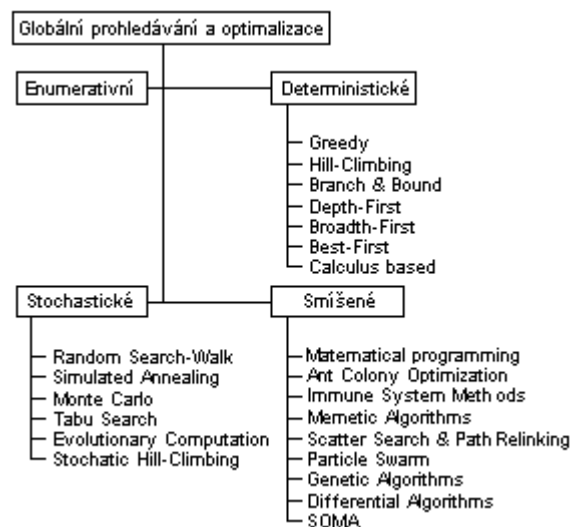 Globální prohledávání a optimalizace
Enumerativní
Deterministické
Greedy
Hill-Climbing
Branch & Bound
Depth-First
Broadth-First
Best-First
Calculus based
Stochastické
Random Search-Walk
Simulated Annealing
Monte Carlo
Tabu Search
Evolutionary Computation
Stochatic Hill-Climbing
Smíšené
Matematical programming
Ant Colony Optimization
Immune System Methods
Memetic Algorithms
Scatter Search & Path Relinking
Particle Swarm
Genetic Algorithms
Differential Algorithms
SOMA